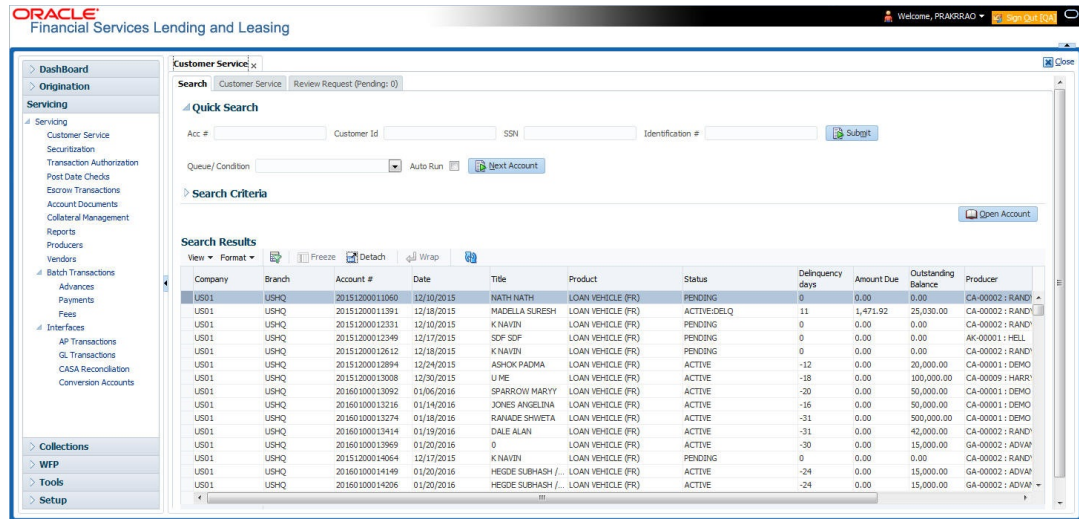 ORACLE
Financial Services Lending and Leasing
Welcome, PRAKRRAO
Sign Out [QA]
Close
DashBoard
Origination
Servicing
Servicing
Customer Service
Securitization
Transaction Authorization
Post Date Checks
Escrow Transactions
Account Documents
Collateral Management
Reports
Producers
Vendors
Batch Transactions
Advances
Payments
Fees
Interfaces
AP Transactions
GL Transactions
CASA Reconciliation
Conversion Accounts
Collections
WFP
Tools
Setup
Customer Service x
Search Customer Service Review Request (Pending: 0)
Quick Search
Acc # Customer Id SSN Identification # Submit
Queue/Condition Auto Run Next Account
Search Criteria
Open Account
Search Results
View Format Freeze Detach Wrap
Company Branch Account # Date Title Product Status Delinquency days Amount Due Outstanding Balance Producer
US01 USHQ 20151200011060 12/10/2015 NATH NATH LOAN VEHICLE (FR) PENDING 0 0.00 0.00 CA-00002 : RANDY
US01 USHQ 20151200011391 12/18/2015 MADELLA SURESH LOAN VEHICLE (FR) ACTIVE:DELQ 11 1,471.92 25,030.00 CA-00002 : RANDY
US01 USHQ 20151200012331 12/10/2015 K NAVIN LOAN VEHICLE (FR) PENDING 0 0.00 0.00 CA-00002 : RANDY
US01 USHQ 20151200012349 12/17/2015 SDF SDF LOAN VEHICLE (FR) PENDING 0 0.00 0.00 AK-00001 : HELL
US01 USHQ 20151200012612 12/18/2015 K NAVIN LOAN VEHICLE (FR) PENDING 0 0.00 0.00 CA-00002 : RANDY
US01 USHQ 20151200012894 12/24/2015 ASHOK PADMA LOAN VEHICLE (FR) ACTIVE -12 0.00 20,000.00 CA-00001 : DEMO
US01 USHQ 20151200013008 12/30/2015 U ME LOAN VEHICLE (FR) ACTIVE -18 0.00 100,000.00 CA-00009 : HARRY
US01 USHQ 20160100013092 01/06/2016 SPARROW MARYY LOAN VEHICLE (FR) ACTIVE -20 0.00 50,000.00 CA-00001 : DEMO
US01 USHQ 20160100013216 01/14/2016 JONES ANGELINA LOAN VEHICLE (FR) ACTIVE -16 0.00 50,000.00 CA-00001 : DEMO
US01 USHQ 20160100013274 01/18/2016 RANADE SHWETA LOAN VEHICLE (FR) ACTIVE -31 0.00 500,000.00 CA-00001 : DEMO
US01 USHQ 20160100013414 01/19/2016 DALE ALAN LOAN VEHICLE (FR) ACTIVE -31 0.00 42,000.00 CA-00002 : RANDY
US01 USHQ 20160100013969 01/20/2016 0 LOAN VEHICLE (FR) ACTIVE -30 0.00 15,000.00 GA-00002 : ADVAN
US01 USHQ 20151200014064 12/17/2015 K NAVIN LOAN VEHICLE (FR) PENDING 0 0.00 0.00 CA-00002 : RANDY
US01 USHQ 20160100014149 01/20/2016 HEGDE SUBHASH /... LOAN VEHICLE (FR) ACTIVE -24 0.00 15,000.00 GA-00002 : ADVAN
US01 USHQ 20160100014206 01/20/2016 HEGDE SUBHASH /... LOAN VEHICLE (FR) ACTIVE -24 0.00 15,000.00 GA-00002 : ADVAN